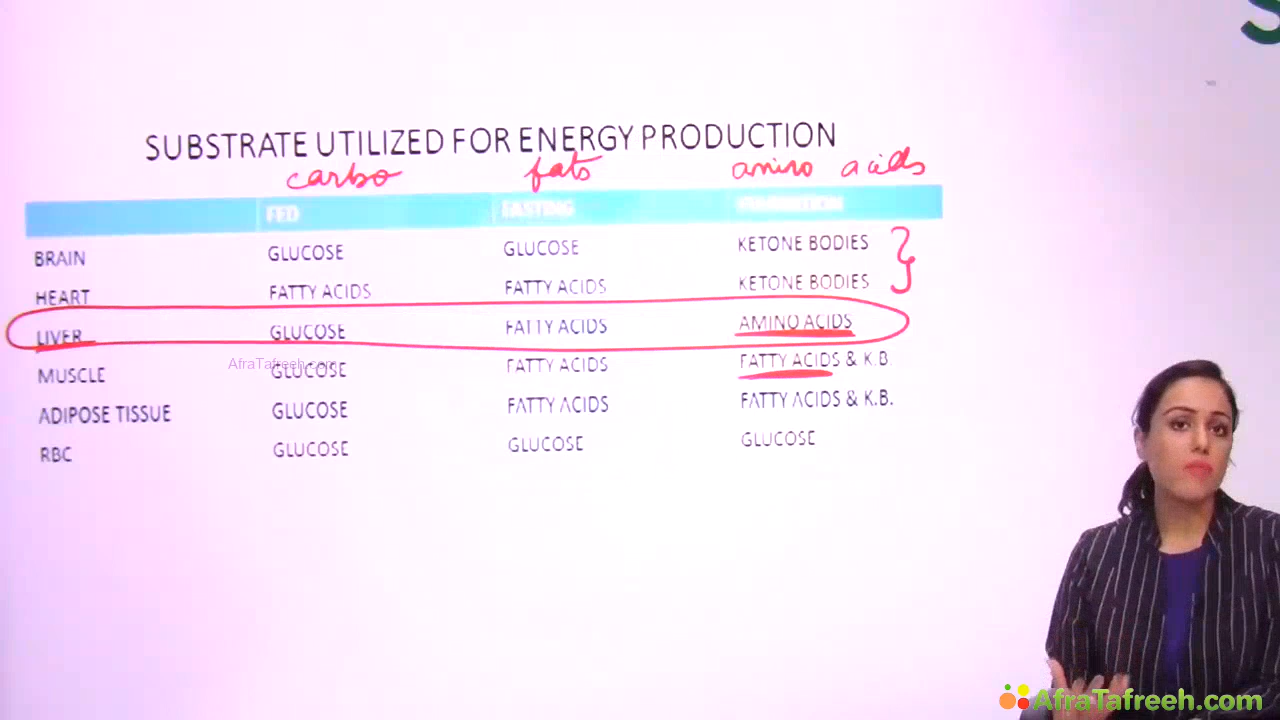 SUBSTRATE UTILIZED FOR ENERGY PRODUCTION
carbo fats amino acids
FED FASTING
BRAIN GLUCOSE GLUCOSE KETONE BODIES
HEART FATTY ACIDS FATTY ACIDS KETONE BODIES
LIVER GLUCOSE FATTY ACIDS AMINO ACIDS
AfraTafreeh.com
MUSCLE GLUCOSE FATTY ACIDS FATTY ACIDS & K.B.
ADIPOSE TISSUE GLUCOSE FATTY ACIDS FATTY ACIDS & K.B.
RBC GLUCOSE GLUCOSE GLUCOSE
AfraTafreeh.com